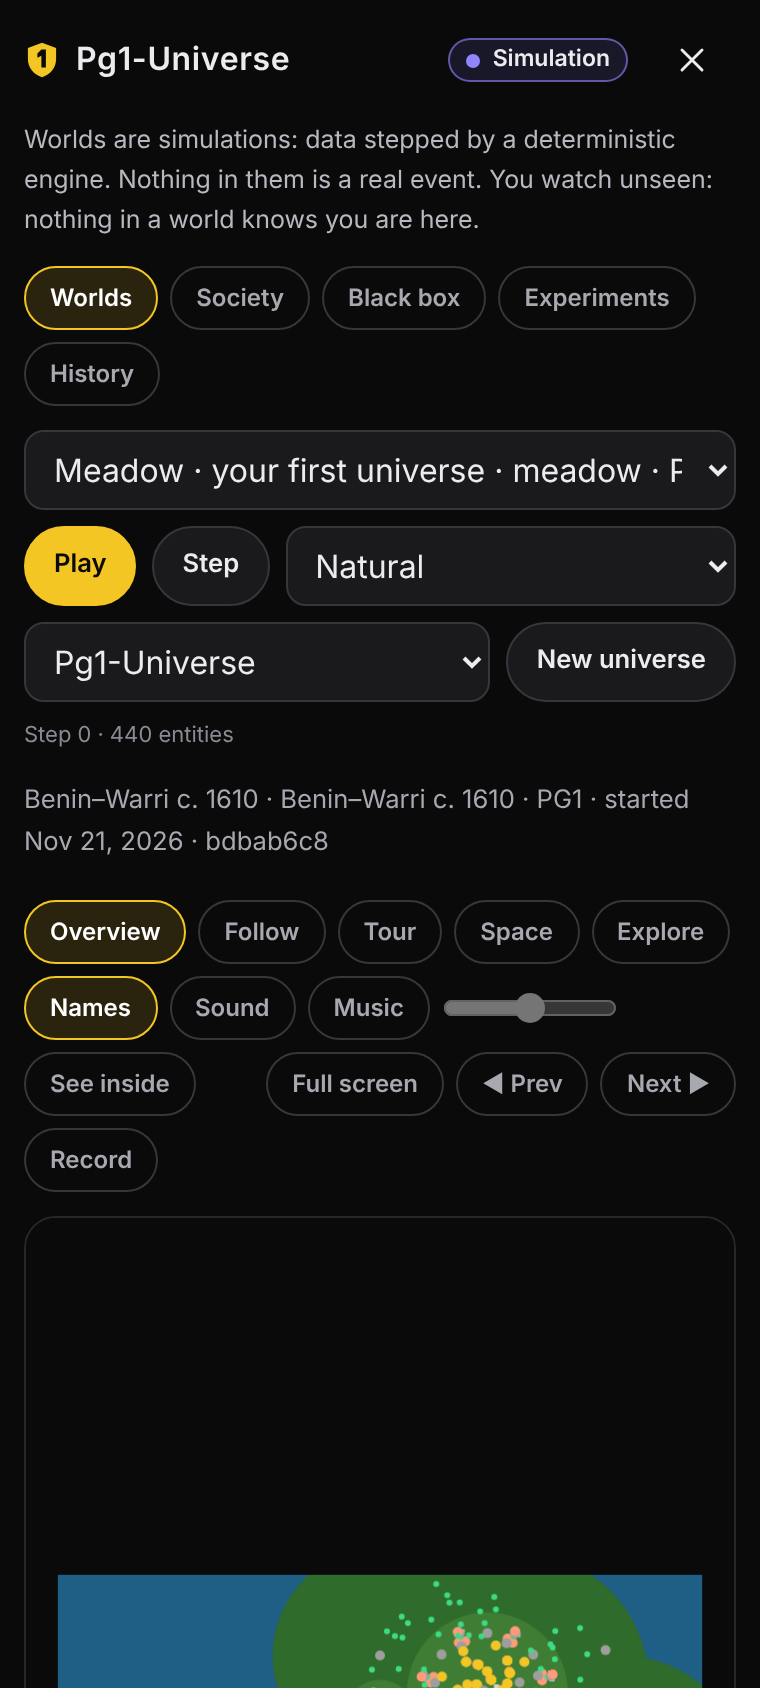 1 Pg1-Universe
Simulation
Worlds are simulations: data stepped by a deterministic
engine. Nothing in them is a real event. You watch unseen:
nothing in a world knows you are here.
Worlds Society Black box Experiments
History
Meadow · your first universe · meadow ·
Play Step Natural
Pg1-Universe New universe
Step 0 · 440 entities
Benin–Warri c. 1610 · Benin–Warri c. 1610 · PG1 · started
Nov 21, 2026 · bdbab6c8
Overview Follow Tour Space Explore
Names Sound Music
See inside Full screen ◀ Prev Next ▶
Record